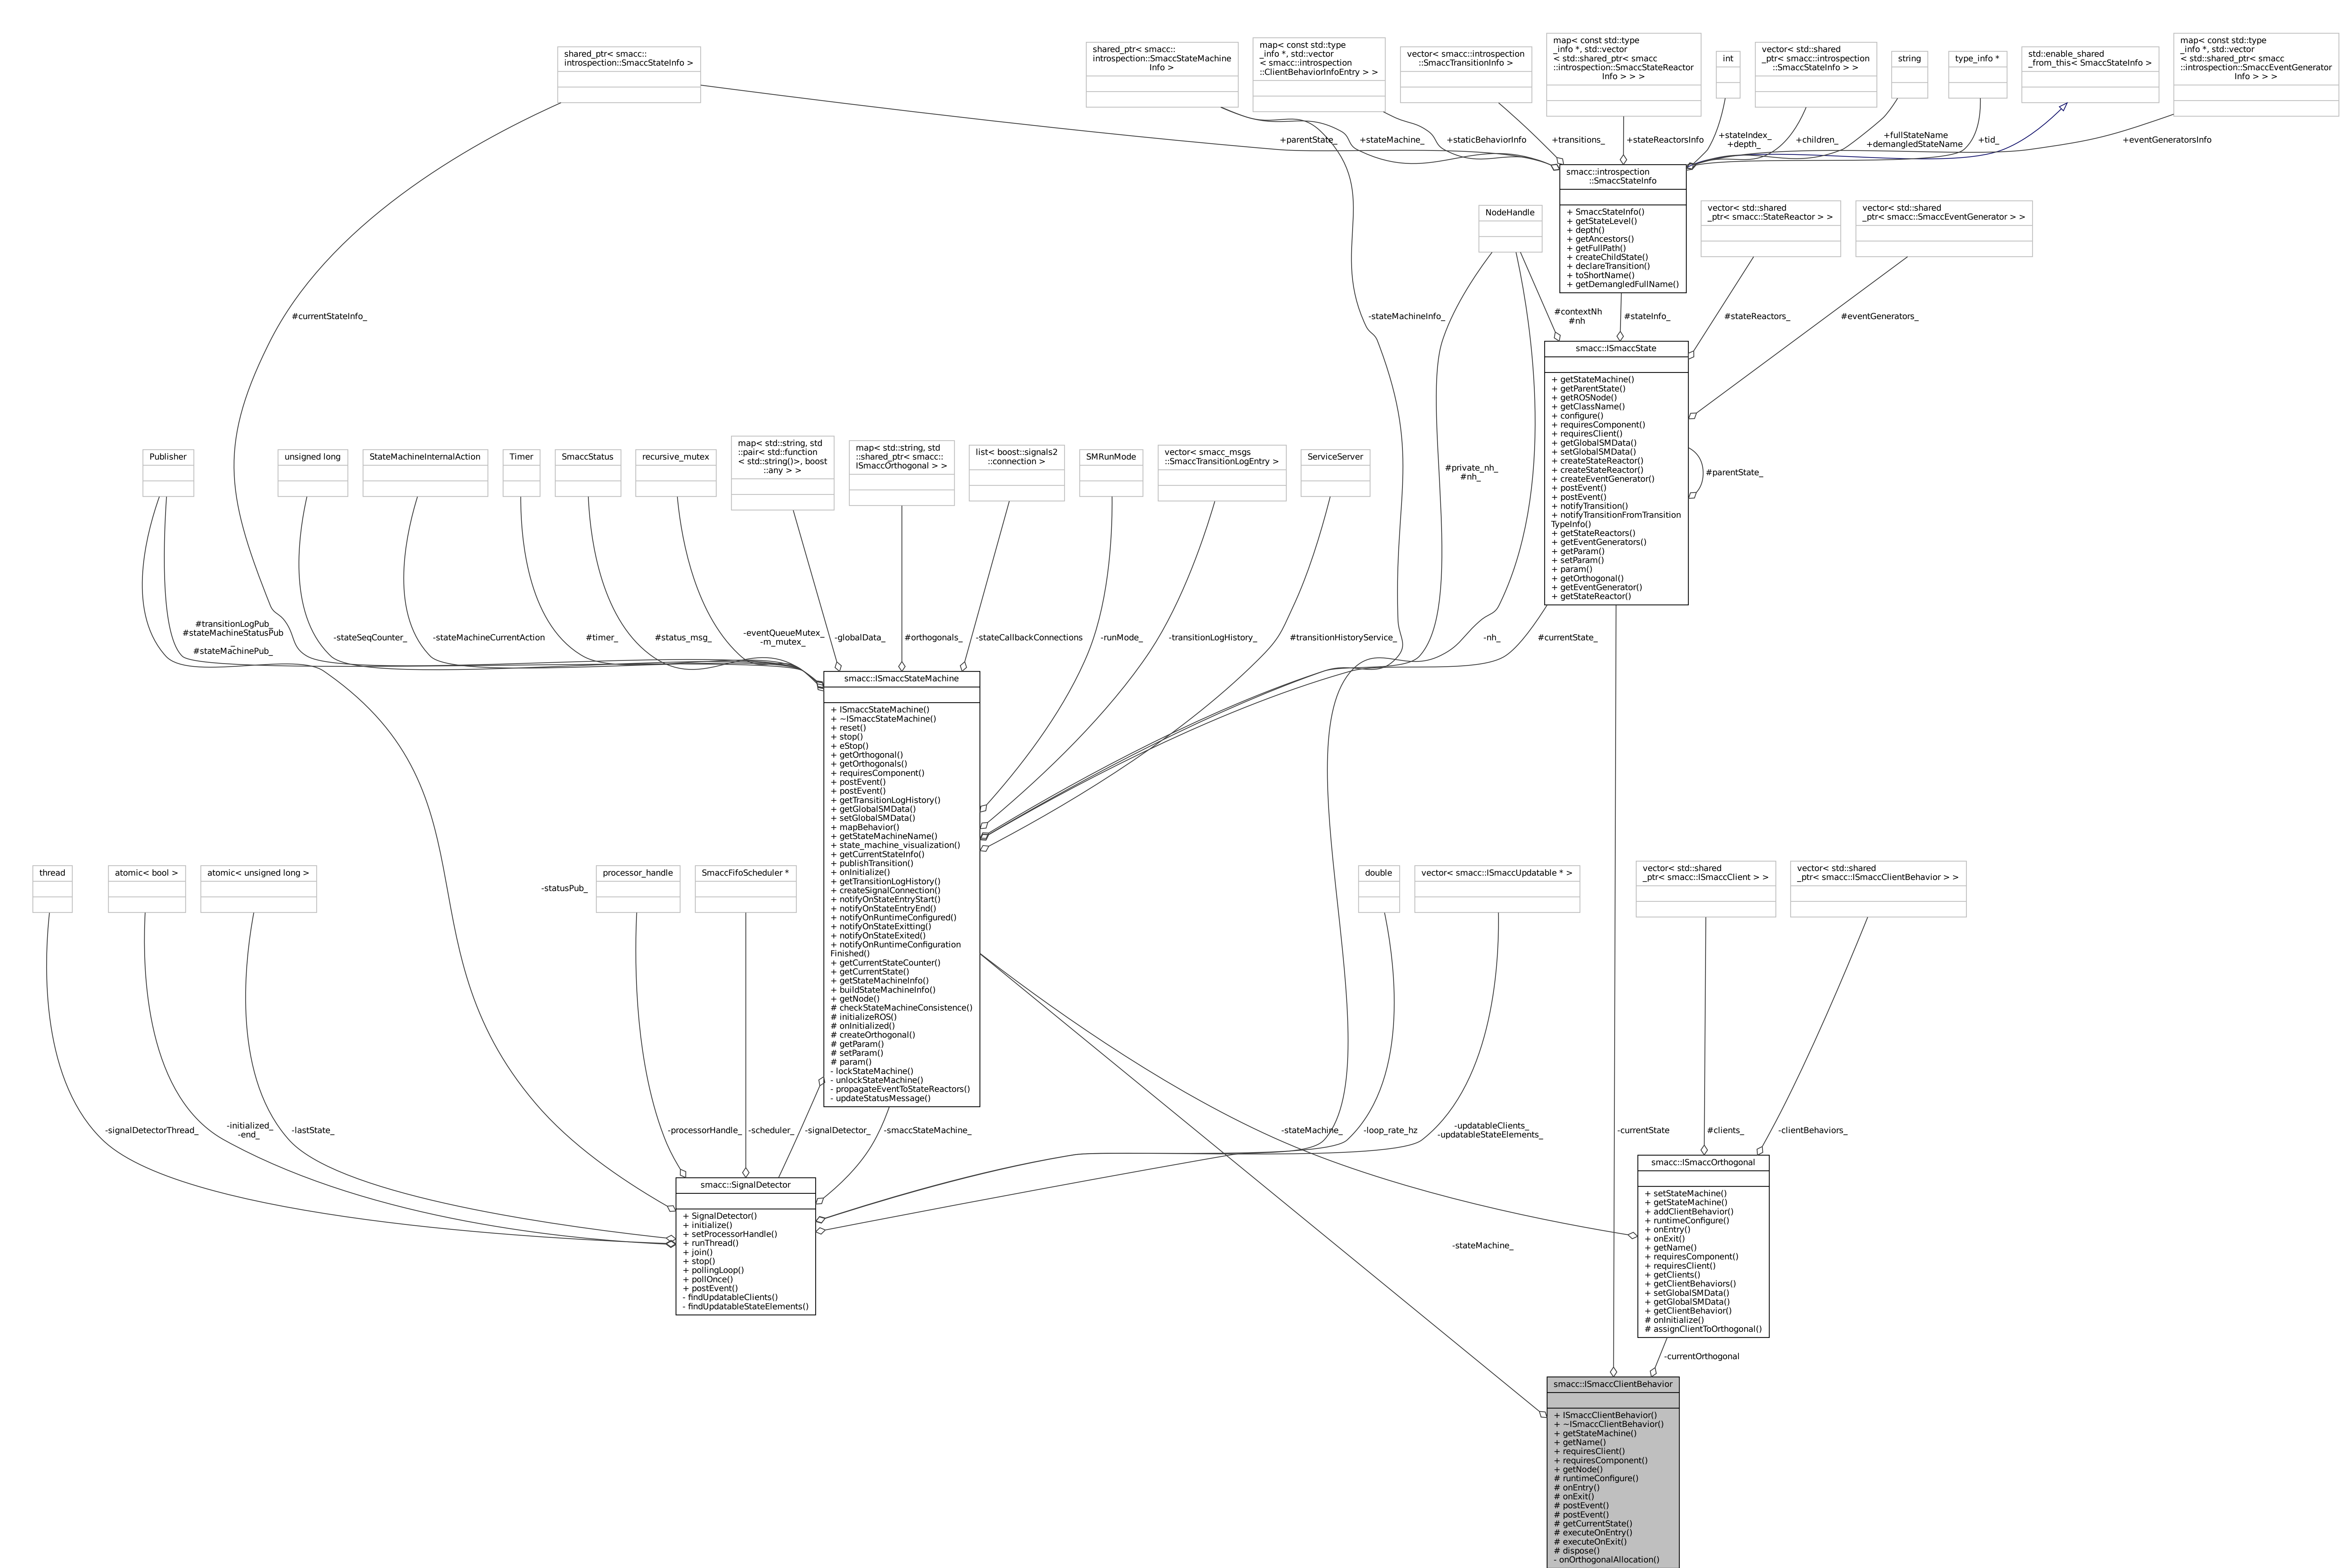 shared_ptr< smacc::
introspection::SmaccStateInfo >
shared_ptr< smacc::
introspection::SmaccStateMachine
Info >
map< const std::type
_info *, std::vector
< smacc::introspection
::ClientBehaviorInfoEntry > >
vector< smacc::introspection
::SmaccTransitionInfo >
map< const std::type
_info *, std::vector
< std::shared_ptr< smacc
::introspection::SmaccStateReactor
Info > > >
int
vector< std::shared
_ptr< smacc::introspection
::SmaccStateInfo > >
string
type_info *
std::enable_shared
_from_this< SmaccStateInfo >
map< const std::type
_info *, std::vector
< std::shared_ptr< smacc
::introspection::SmaccEventGenerator
Info > > >
+parentState_
+stateMachine_
+staticBehaviorInfo
+transitions_
+stateReactorsInfo
+stateIndex_
+depth_
+children_
+fullStateName
+demangledStateName
+tid_
+eventGeneratorsInfo
smacc::introspection
::SmaccStateInfo
+ SmaccStateInfo()
+ getStateLevel()
+ depth()
+ getAncestors()
+ getFullPath()
+ createChildState()
+ declareTransition()
+ toShortName()
+ getDemangledFullName()
NodeHandle
vector< std::shared
_ptr< smacc::StateReactor > >
vector< std::shared
_ptr< smacc::SmaccEventGenerator > >
#currentStateInfo_
-stateMachineInfo_
#contextNh
#nh
#stateInfo_
#stateReactors_
#eventGenerators_
smacc::ISmaccState
+ getStateMachine()
+ getParentState()
+ getROSNode()
+ getClassName()
+ configure()
+ requiresComponent()
+ requiresClient()
+ getGlobalSMData()
+ setGlobalSMData()
+ createStateReactor()
+ createStateReactor()
+ createEventGenerator()
+ postEvent()
+ postEvent()
+ notifyTransition()
+ notifyTransitionFromTransition
TypeInfo()
+ getStateReactors()
+ getEventGenerators()
+ getParam()
+ setParam()
+ param()
+ getOrthogonal()
+ getEventGenerator()
+ getStateReactor()
#parentState_
Publisher
unsigned long
StateMachineInternalAction
Timer
SmaccStatus
recursive_mutex
map< std::string, std
::pair< std::function
< std::string()>, boost
::any > >
map< std::string, std
::shared_ptr< smacc::
ISmaccOrthogonal > >
list< boost::signals2
::connection >
SMRunMode
vector< smacc_msgs
::SmaccTransitionLogEntry >
ServiceServer
#private_nh_
#nh_
#transitionLogPub_
#stateMachineStatusPub
_
#stateMachinePub_
-stateSeqCounter_
-stateMachineCurrentAction
#timer_
#status_msg_
-eventQueueMutex_
-m_mutex_
-globalData_
#orthogonals_
-stateCallbackConnections
-runMode_
-transitionLogHistory_
#transitionHistoryService_
-nh_
#currentState_
smacc::ISmaccStateMachine
+ ISmaccStateMachine()
+ ~ISmaccStateMachine()
+ reset()
+ stop()
+ eStop()
+ getOrthogonal()
+ getOrthogonals()
+ requiresComponent()
+ postEvent()
+ postEvent()
+ getTransitionLogHistory()
+ getGlobalSMData()
+ setGlobalSMData()
+ mapBehavior()
+ getStateMachineName()
+ state_machine_visualization()
+ getCurrentStateInfo()
+ publishTransition()
+ onInitialize()
+ getTransitionLogHistory()
+ createSignalConnection()
+ notifyOnStateEntryStart()
+ notifyOnStateEntryEnd()
+ notifyOnRuntimeConfigured()
+ notifyOnStateExitting()
+ notifyOnStateExited()
+ notifyOnRuntimeConfiguration
Finished()
+ getCurrentStateCounter()
+ getCurrentState()
+ getStateMachineInfo()
+ buildStateMachineInfo()
+ getNode()
# checkStateMachineConsistence()
# initializeROS()
# onInitialized()
# createOrthogonal()
# getParam()
# setParam()
# param()
- lockStateMachine()
- unlockStateMachine()
- propagateEventToStateReactors()
- updateStatusMessage()
thread
atomic< bool >
atomic< unsigned long >
-statusPub_
processor_handle
SmaccFifoScheduler *
double
vector< smacc::ISmaccUpdatable * >
vector< std::shared
_ptr< smacc::ISmaccClient > >
vector< std::shared
_ptr< smacc::ISmaccClientBehavior > >
-signalDetectorThread_
-initialized_
-end_
-lastState_
-processorHandle_
-scheduler_
-signalDetector_
-smaccStateMachine_
-stateMachine_
-loop_rate_hz
-updatableClients_
-updatableStateElements_
-currentState
#clients_
-clientBehaviors_
smacc::SignalDetector
+ SignalDetector()
+ initialize()
+ setProcessorHandle()
+ runThread()
+ join()
+ stop()
+ pollingLoop()
+ pollOnce()
+ postEvent()
- findUpdatableClients()
- findUpdatableStateElements()
smacc::ISmaccOrthogonal
+ setStateMachine()
+ getStateMachine()
+ addClientBehavior()
+ runtimeConfigure()
+ onEntry()
+ onExit()
+ getName()
+ requiresComponent()
+ requiresClient()
+ getClients()
+ getClientBehaviors()
+ setGlobalSMData()
+ getGlobalSMData()
+ getClientBehavior()
# onInitialize()
# assignClientToOrthogonal()
-stateMachine_
-currentOrthogonal
smacc::ISmaccClientBehavior
+ ISmaccClientBehavior()
+ ~ISmaccClientBehavior()
+ getStateMachine()
+ getName()
+ requiresClient()
+ requiresComponent()
+ getNode()
# runtimeConfigure()
# onEntry()
# onExit()
# postEvent()
# postEvent()
# getCurrentState()
# executeOnEntry()
# executeOnExit()
# dispose()
- onOrthogonalAllocation()